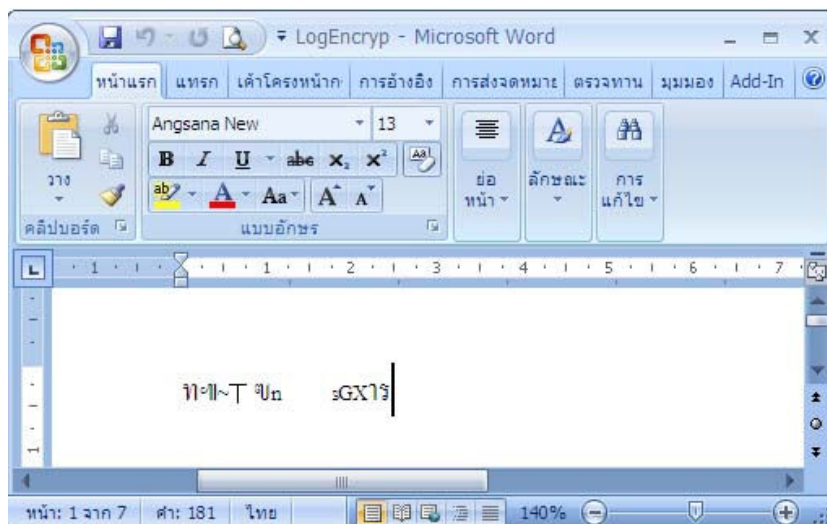 LogEncryp - Microsoft Word
หน้าแรก แทรก เค้าโครงหน้าก การอ้างอิง การส่งจดหมาย ตรวจทาน มุมมอง Add-In
Angsana New 13
B I U abe x₂ x² Aa
วาง
ab A Aa A A
ย่อหน้า
ลักษณะ
การแก้ไข
คลิปบอร์ด แบบอักษร
1 1 2 3 4 5 6 7
sGXาร
หน้า: 1 จาก 7 คำ: 181 ไทย 140%